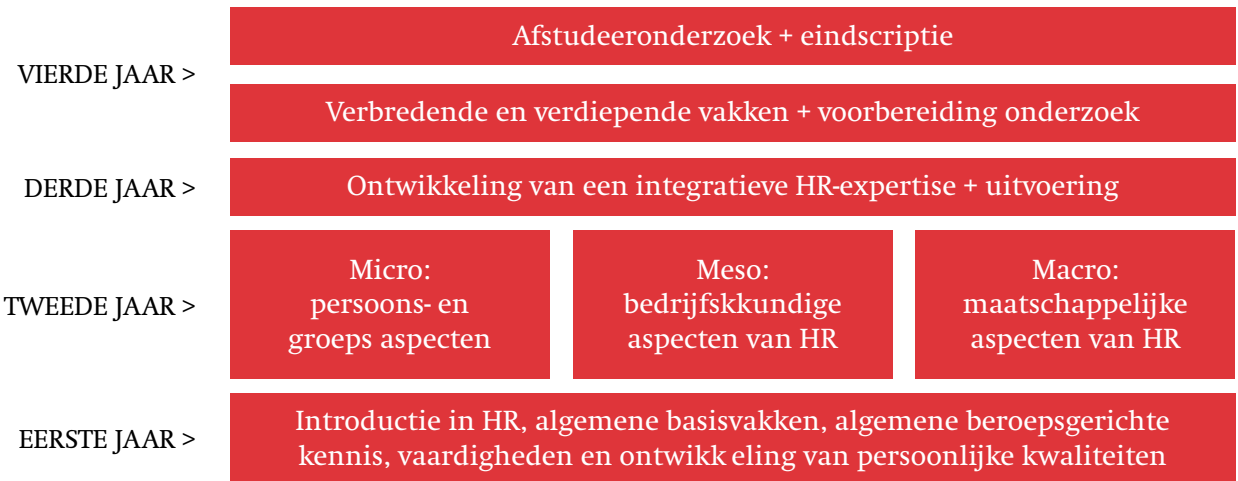 Afstudeeronderzoek + eindscriptie
VIERDE JAAR >
Verbredende en verdiepende vakken + voorbereiding onderzoek
DERDE JAAR >
Ontwikkeling van een integratieve HR-expertise + uitvoering
TWEEDE JAAR >
Micro:
persoons- en
groeps aspecten
Meso:
bedrijfskkundige
aspecten van HR
Macro:
maatschappelijke
aspecten van HR
EERSTE JAAR >
Introductie in HR, algemene basisvakken, algemene beroepsgerichte
kennis, vaardigheden en ontwikk eling van persoonlijke kwaliteiten